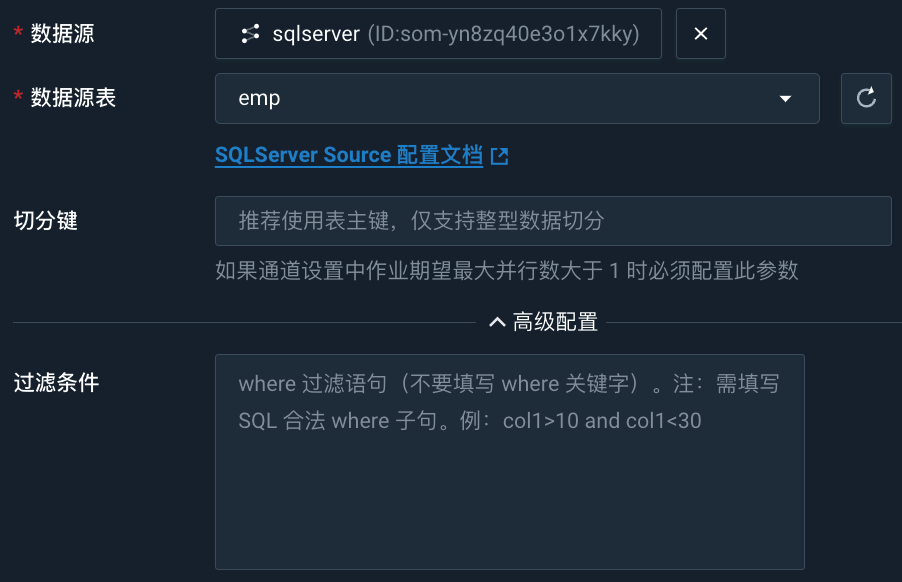 * 数据源 sqlserver (ID:som-yn8zq40e3o1x7kky)
* 数据源表 emp
SQLServer Source 配置文档
切分键 推荐使用表主键，仅支持整型数据切分
如果通道设置中作业期望最大并行数大于 1 时必须配置此参数
高级配置
过滤条件 where 过滤语句（不要填写 where 关键字）。注：需填写
SQL 合法 where 子句。例：col1>10 and col1<30